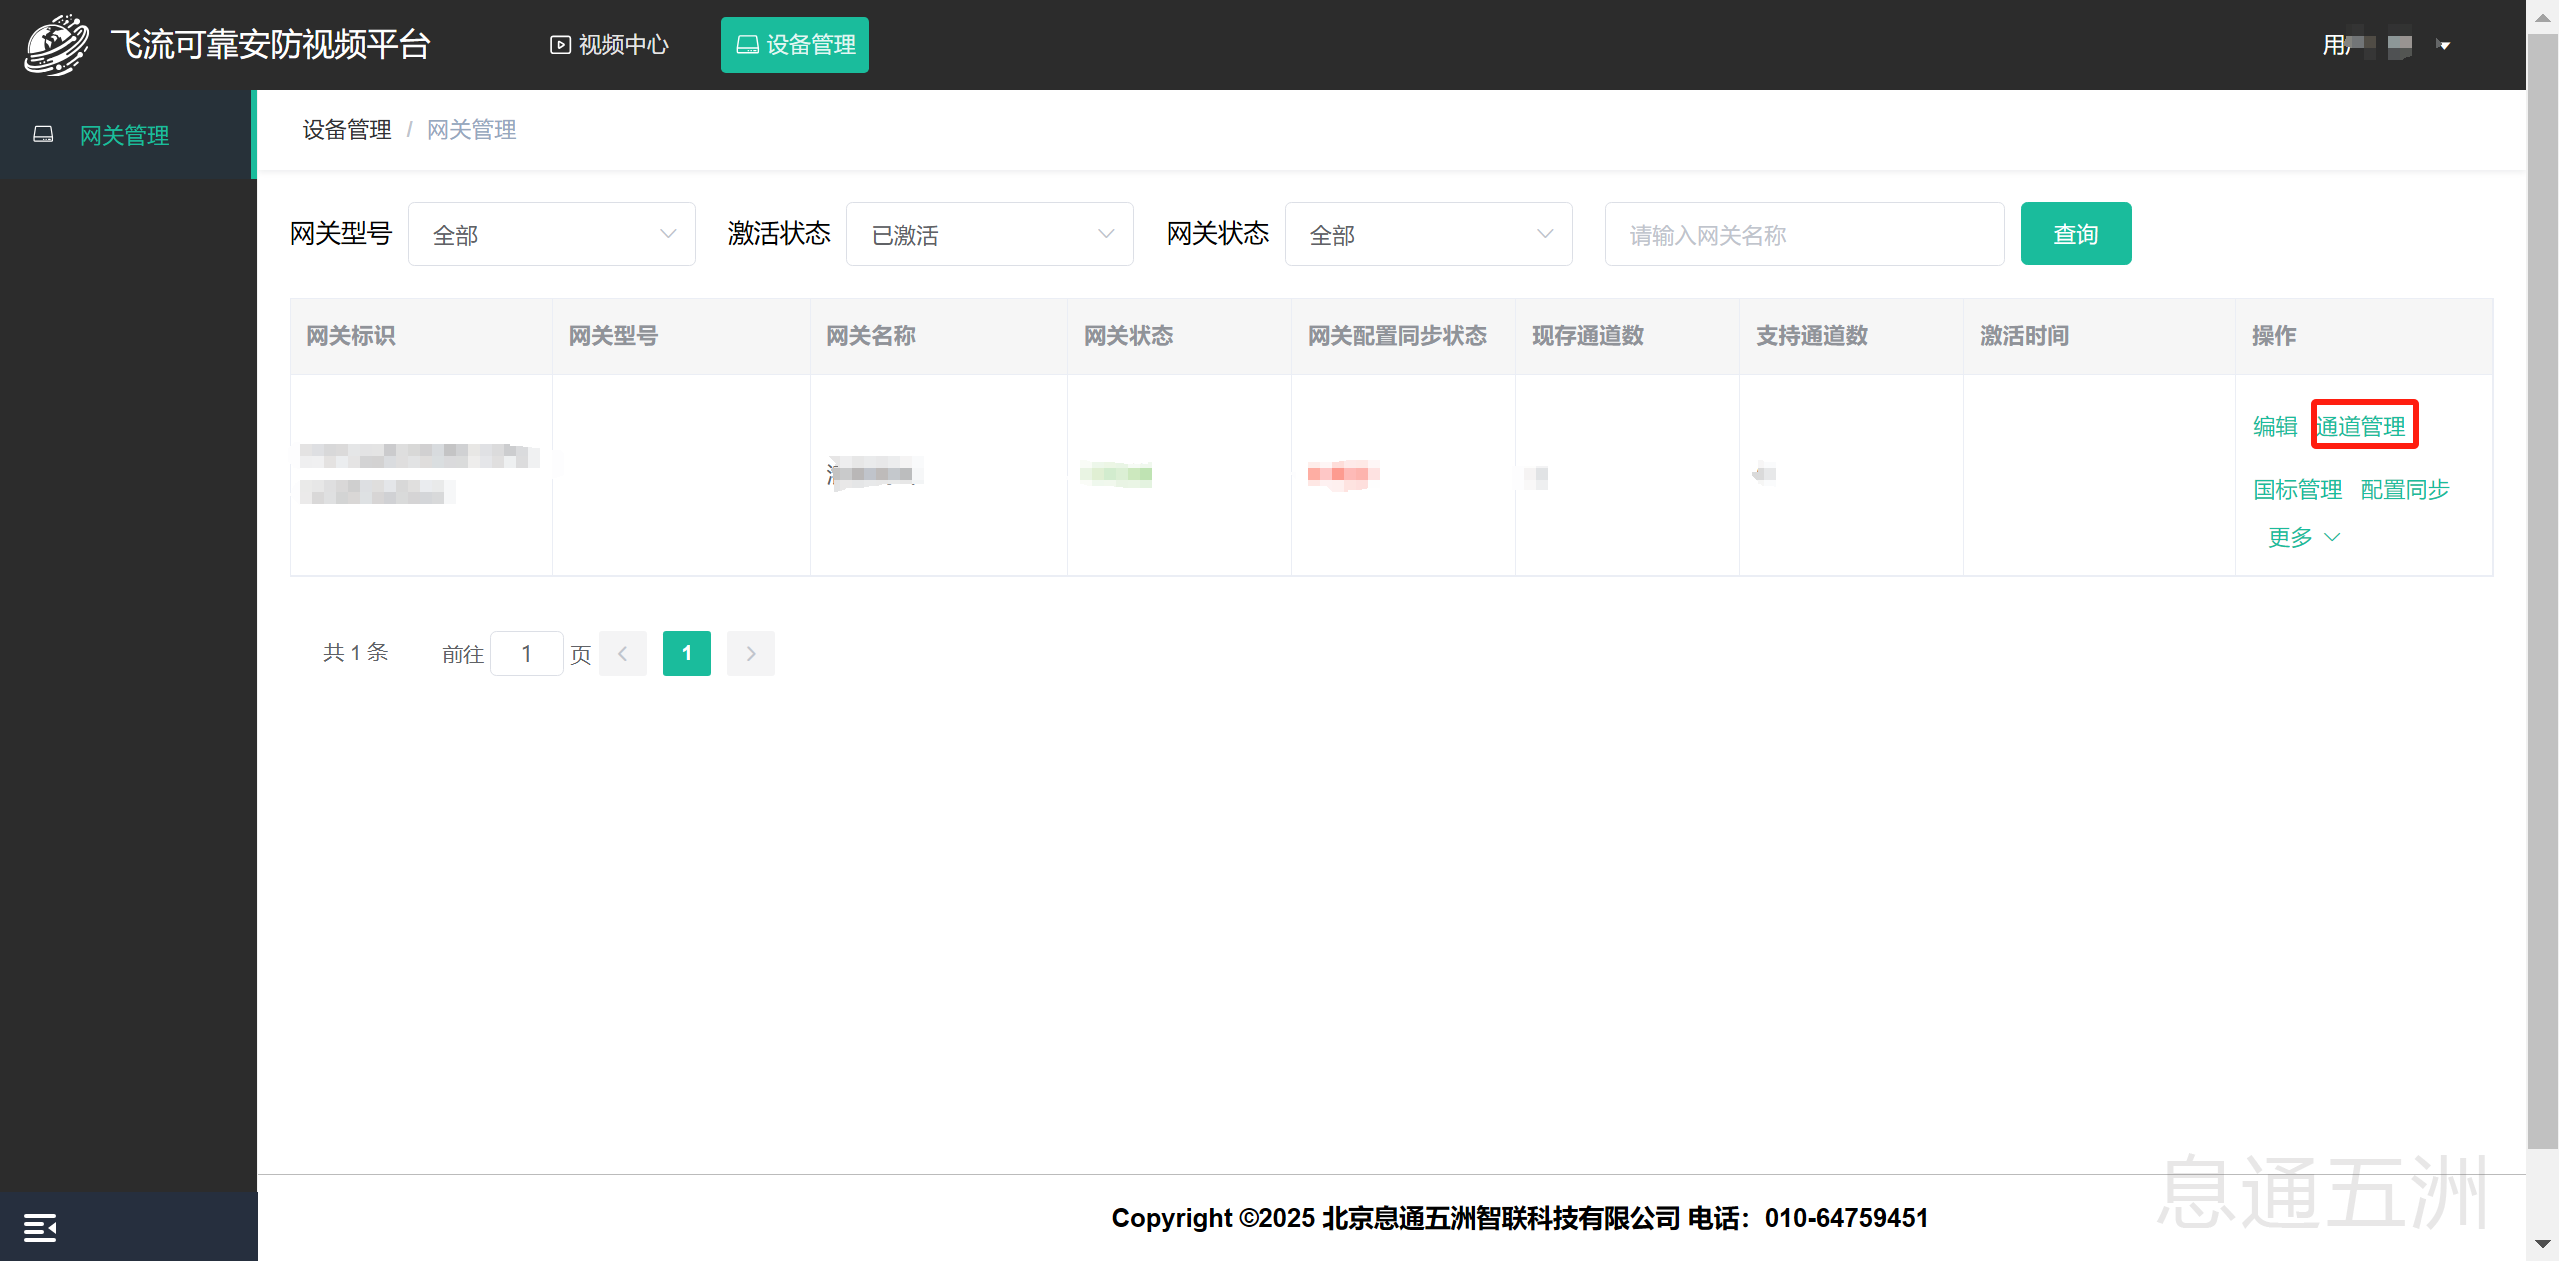 飞流可靠安防视频平台
视频中心
设备管理
用户
网关管理
设备管理 / 网关管理
网关型号 全部 激活状态 已激活 网关状态 全部 请输入网关名称 查询
网关标识 网关型号 网关名称 网关状态 网关配置同步状态 现存通道数 支持通道数 激活时间 操作
编辑 通道管理
国标管理 配置同步
更多
共 1 条 前往 1 页 1
息通五洲
Copyright ©2025 北京息通五洲智联科技有限公司 电话：010-64759451